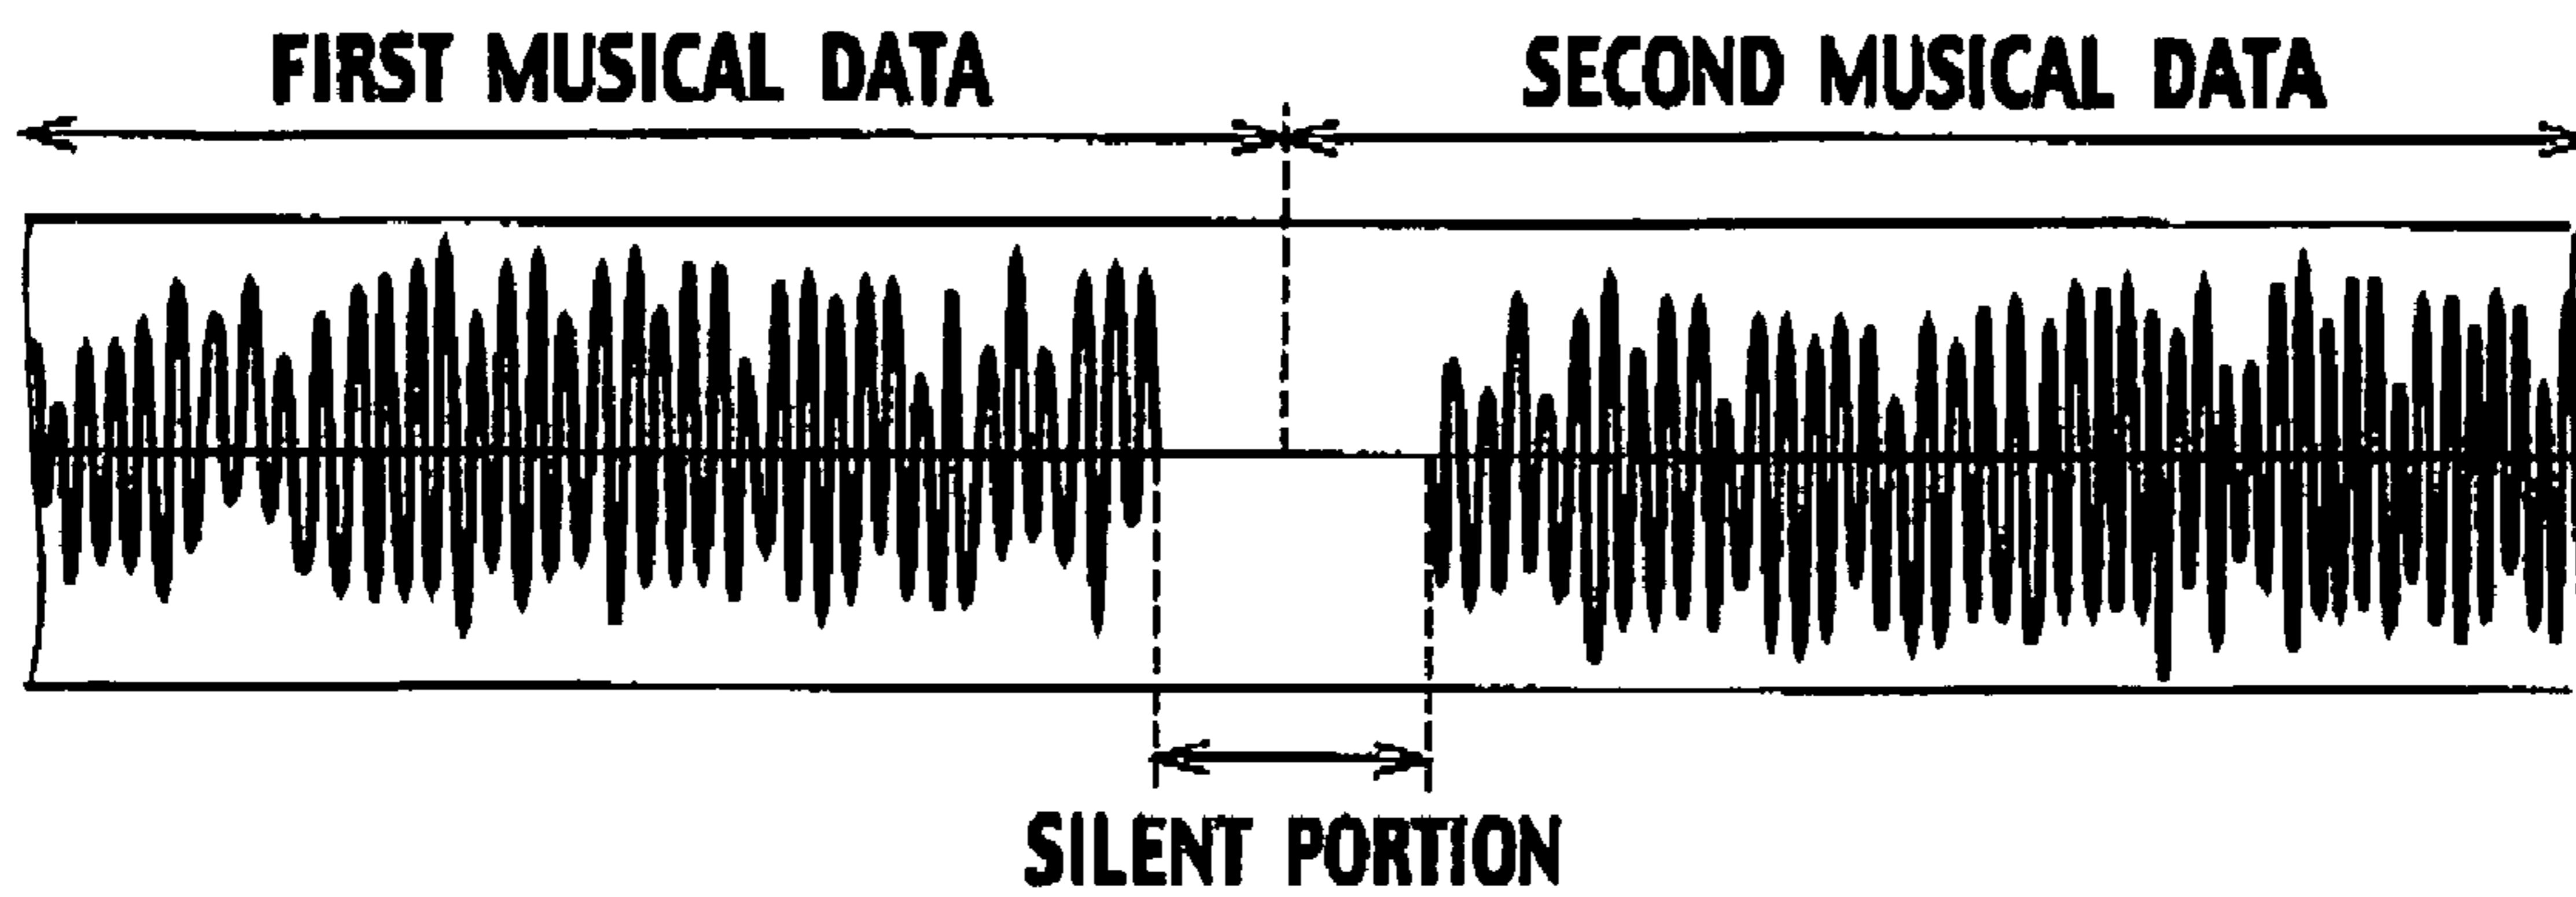 FIRST MUSICAL DATA
SECOND MUSICAL DATA
SILENT PORTION